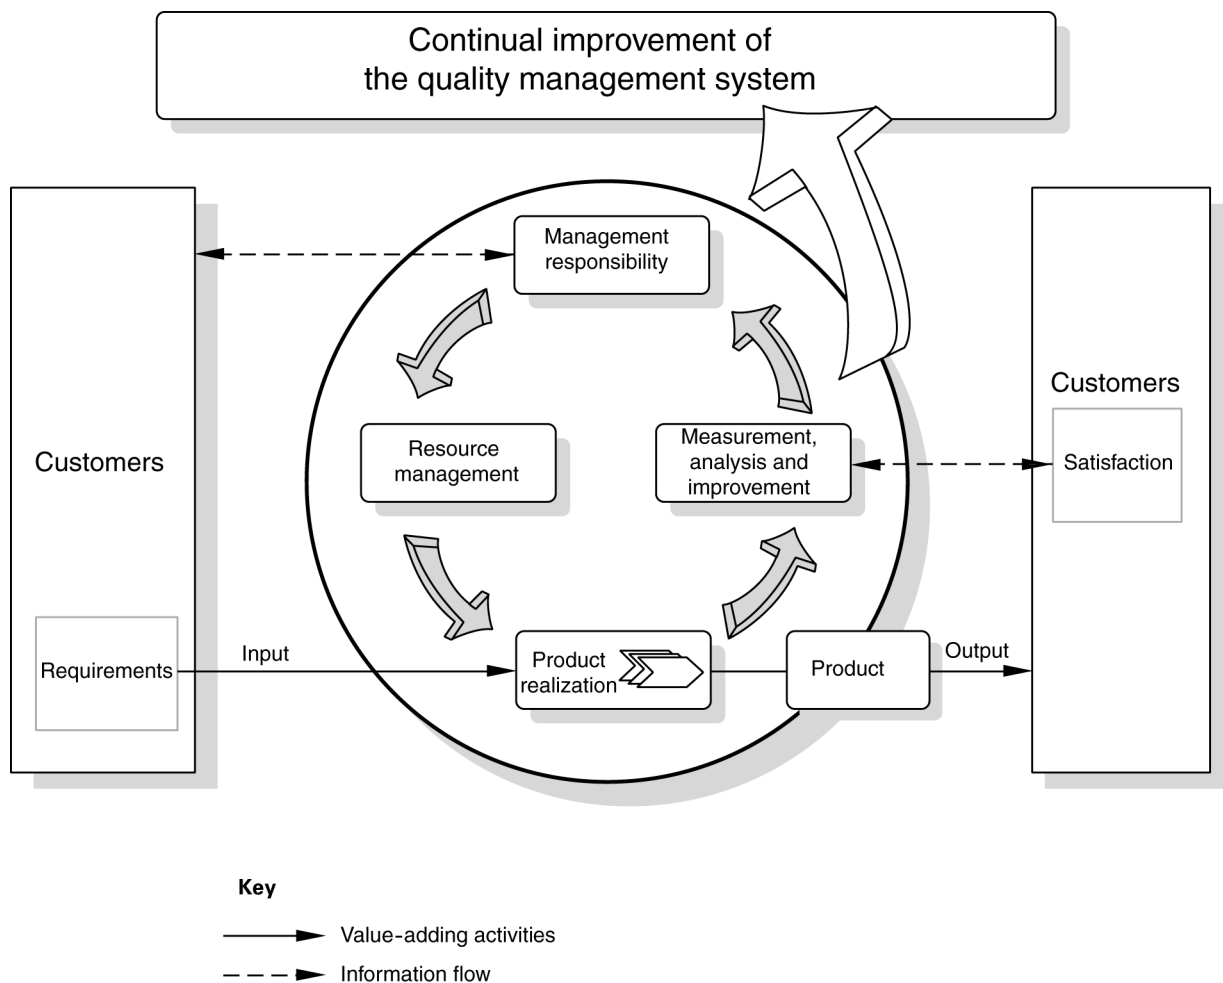 Continual improvement of
the quality management system
Management
responsibility
Customers
Customers
Resource
management
Measurement,
analysis and
improvement
Satisfaction
Requirements
Input
Product
realization
Product
Output
Key
Value-adding activities
Information flow